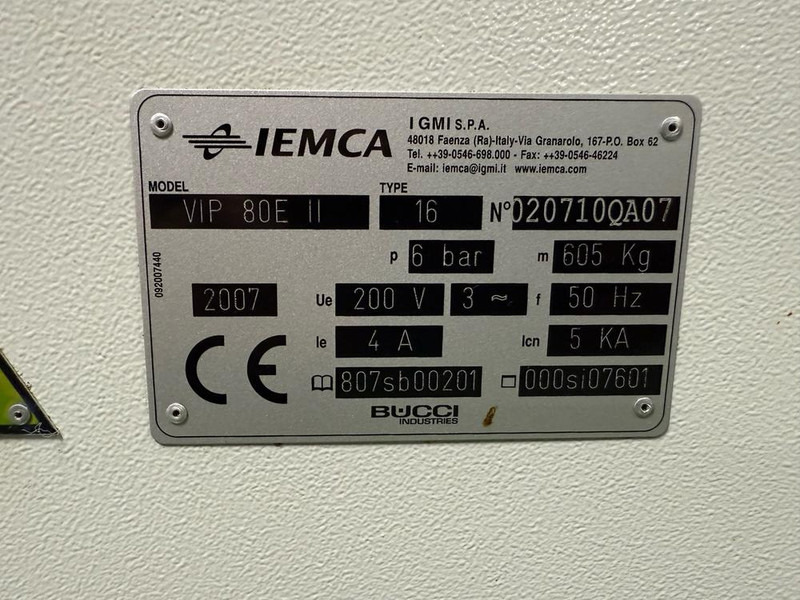 IEMCA
I GMI S.P.A.
48018 Faenza (Ra)-Italy-Via Granarolo, 167-P.O. Box 62
Tel. ++39-0546-698.000 - Fax: ++39-0546-46224
E-mail: iemca@igmi.it www.iemca.com
MODEL TYPE
VIP 80E II 16 N° 020710QA07
p 6 bar m 605 Kg
092007440
2007 Ue 200 V 3 ~ f 50 Hz
Ie 4 A Icn 5 KA
CE
807sb00201 000si07601
BUCCI
INDUSTRIES